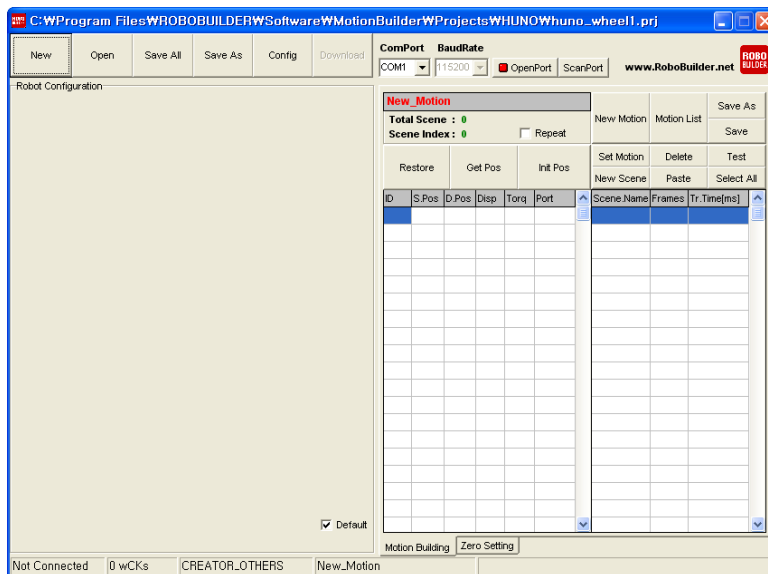 C:₩Program Files₩ROBOBUILDER₩Software₩MotionBuilder₩Projects₩HUNO₩huno_wheel1.prj
New Open Save All Save As Config Download
ComPort BaudRate
COM1 115200 OpenPort ScanPort www.RoboBuilder.net ROBO BUILDER
Robot Configuration
New_Motion
Total Scene : 0
Scene Index : 0 Repeat
New Motion Motion List Save As
Save
Restore Get Pos Init Pos
Set Motion Delete Test
New Scene Paste Select All
ID S.Pos D.Pos Disp Torq Port
Scene.Name Frames Tr.Time[ms]
Default
Motion Building Zero Setting
Not Connected 0 wCKs CREATOR_OTHERS New_Motion